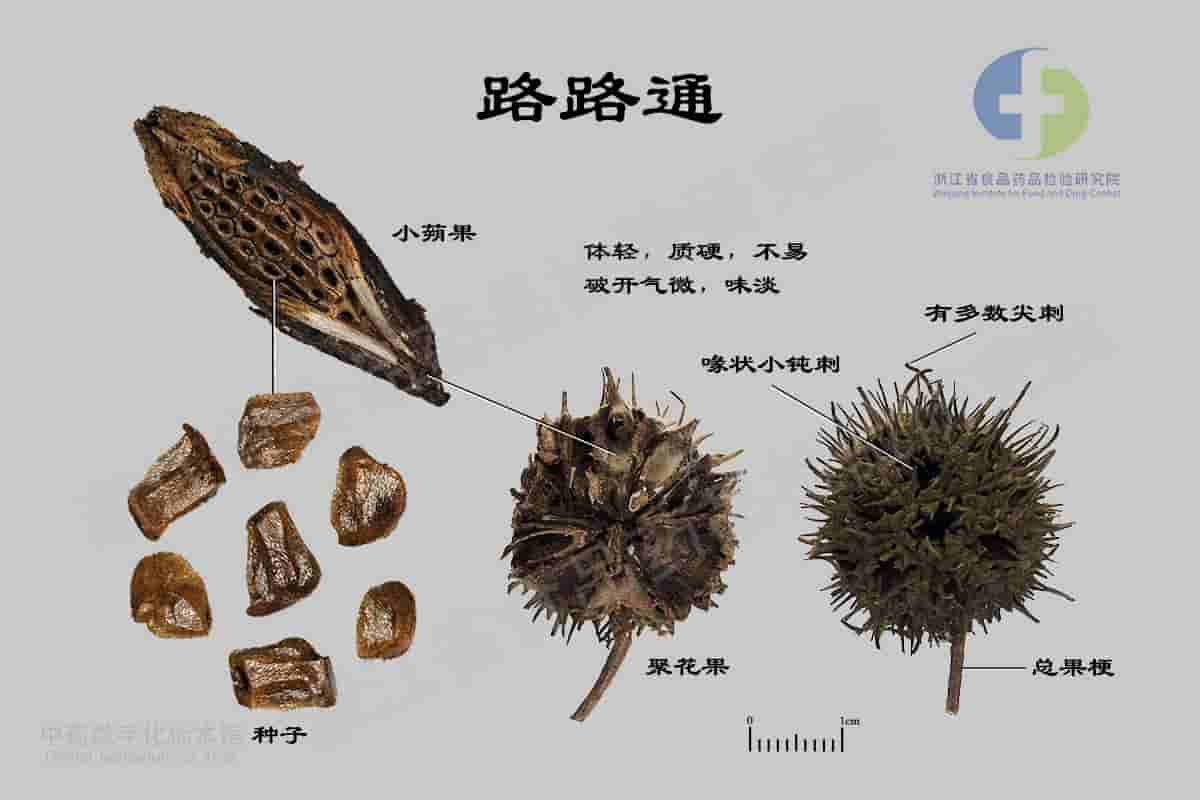 路路通
浙江省食品药品检验研究院
Zhejiang Institute for Food and Drug Control
小蒴果
体轻，质硬，不易
破开气微，味淡
有多数尖刺
喙状小钝刺
聚花果
总果梗
0 1cm
中药数字化标本馆
种子